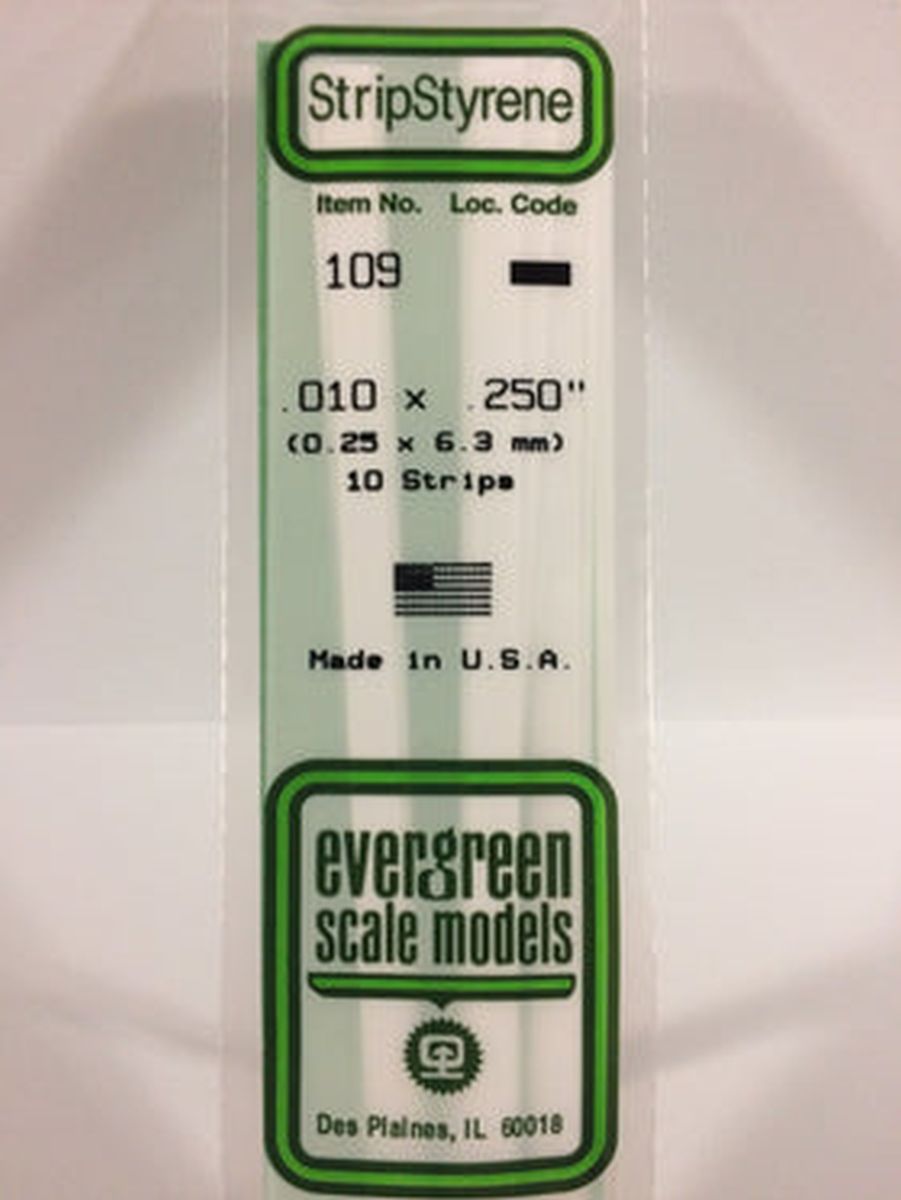 StripStyrene
Item No. Loc. Code
109
.010 x .250"
(0.25 x 6.3 mm)
10 Strips
Made in U.S.A.
evergreen
scale models
Des Plaines, IL 60018